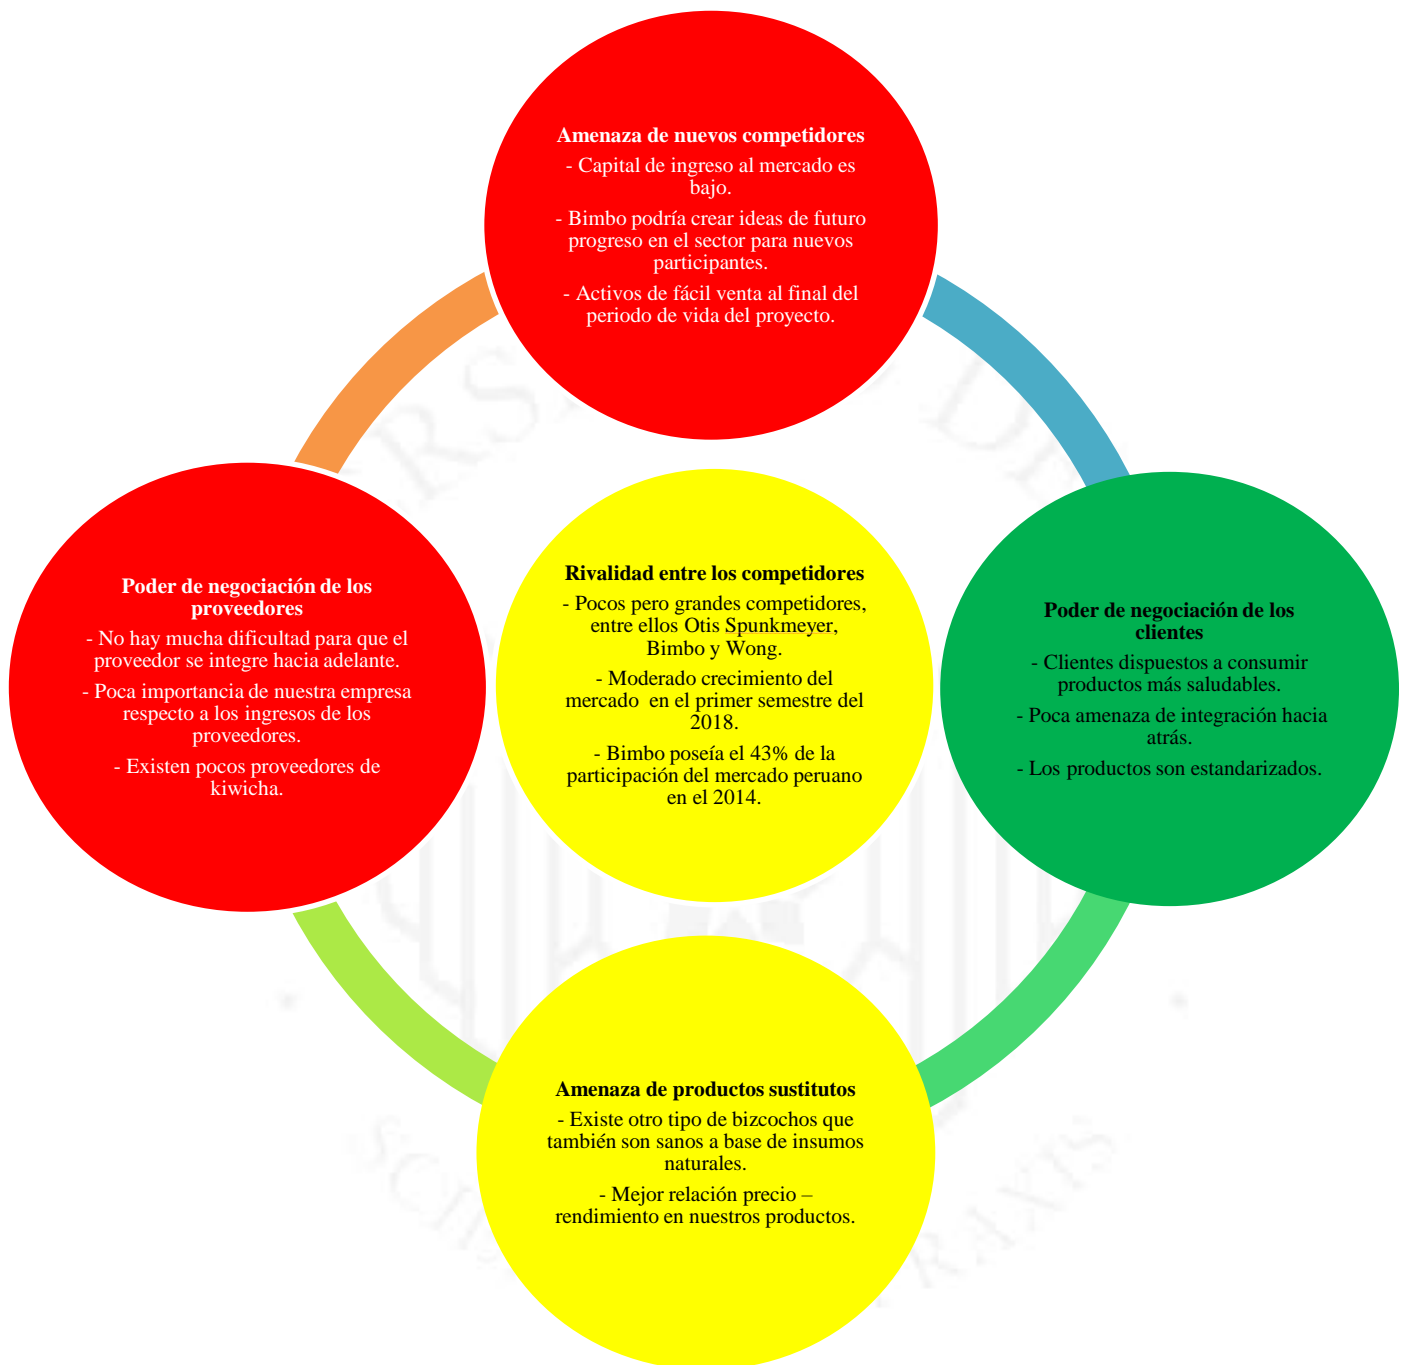 Amenaza de nuevos competidores
- Capital de ingreso al mercado es
bajo.
- Bimbo podría crear ideas de futuro
progreso en el sector para nuevos
participantes.
- Activos de fácil venta al final del
periodo de vida del proyecto.
Poder de negociación de los
proveedores
- No hay mucha dificultad para que el
proveedor se integre hacia adelante.
- Poca importancia de nuestra empresa
respecto a los ingresos de los
proveedores.
- Existen pocos proveedores de
kiwicha.
Rivalidad entre los competidores
- Pocos pero grandes competidores,
entre ellos Otis Spunkmeyer,
Bimbo y Wong.
- Moderado crecimiento del
mercado en el primer semestre del
2018.
- Bimbo poseía el 43% de la
participación del mercado peruano
en el 2014.
Poder de negociación de los
clientes
- Clientes dispuestos a consumir
productos más saludables.
- Poca amenaza de integración hacia
atrás.
- Los productos son estandarizados.
Amenaza de productos sustitutos
- Existe otro tipo de bizcochos que
también son sanos a base de insumos
naturales.
- Mejor relación precio –
rendimiento en nuestros productos.